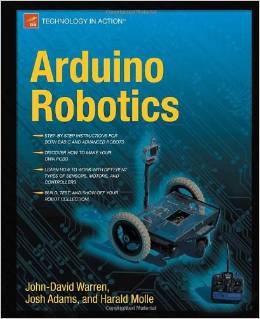 TECHNOLOGY IN ACTION™
Arduino
Robotics
STEP-BY-STEP INSTRUCTIONS FOR
BOTH BASIC AND ADVANCED ROBOTS
DISCOVER HOW TO MAKE YOUR
OWN PCBS
LEARN HOW TO WORK WITH DIFFERENT
TYPES OF SENSORS, MOTORS, AND
CONTROLLERS
BUILD, TEST, AND SHOW OFF YOUR
ROBOT COLLECTION
John-David Warren,
Josh Adams, and Harald Molle